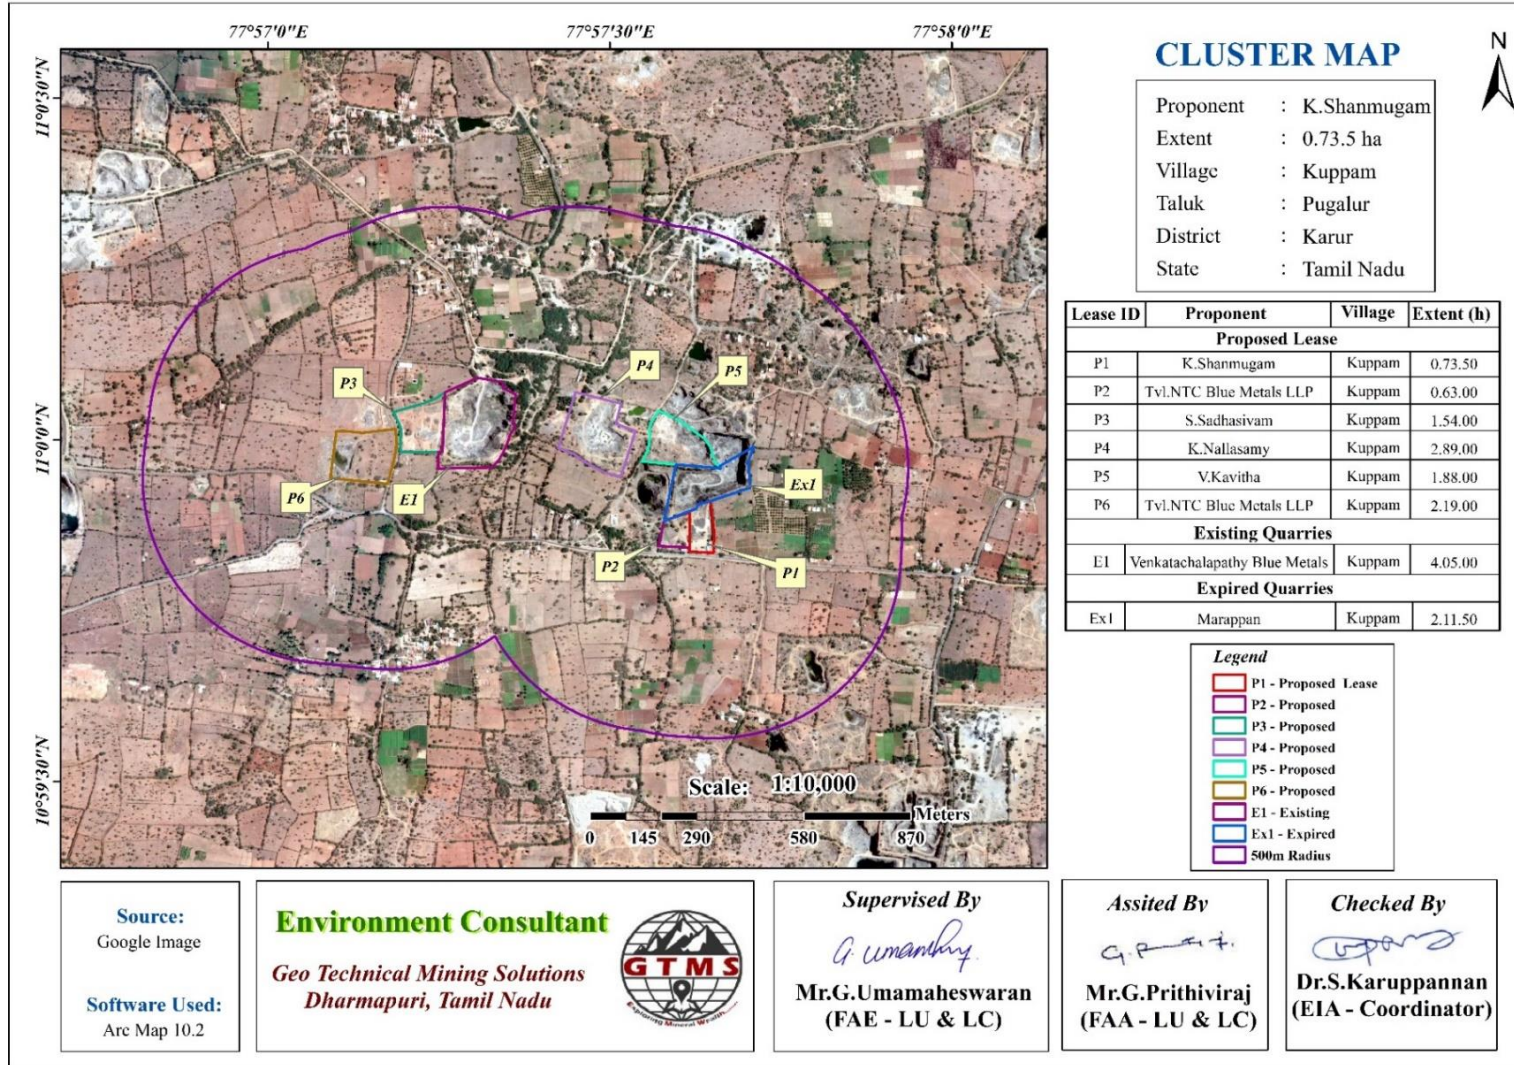 77°57'0"E 77°57'30"E 77°58'0"E
11°0'30"N
11°0'0"N
10°59'30"N
P3
P4
P5
P6
E1
Ex1
P2
P1
Scale: 1:10,000
Meters
0 145 290 580 870
CLUSTER MAP
N
Proponent : K.Shanmugam
Extent : 0.73.5 ha
Village : Kuppam
Taluk : Pugalur
District : Karur
State : Tamil Nadu
Lease ID Proponent Village Extent (h)
Proposed Lease
P1 K.Shanmugam Kuppam 0.73.50
P2 Tvl.NTC Blue Metals LLP Kuppam 0.63.00
P3 S.Sadhasivam Kuppam 1.54.00
P4 K.Nallasamy Kuppam 2.89.00
P5 V.Kavitha Kuppam 1.88.00
P6 Tvl.NTC Blue Metals LLP Kuppam 2.19.00
Existing Quarries
E1 Venkatachalapathy Blue Metals Kuppam 4.05.00
Expired Quarries
Ex1 Marappan Kuppam 2.11.50
Legend
P1 - Proposed Lease
P2 - Proposed
P3 - Proposed
P4 - Proposed
P5 - Proposed
P6 - Proposed
E1 - Existing
Ex1 - Expired
500m Radius
Source:
Google Image
Software Used:
Arc Map 10.2
Environment Consultant
Geo Technical Mining Solutions
Dharmapuri, Tamil Nadu
GTMS
Exploring Mineral Wealth
Supervised By
Mr.G.Umamaheswaran
(FAE - LU & LC)
Assited By
Mr.G.Prithiviraj
(FAA - LU & LC)
Checked By
Dr.S.Karuppannan
(EIA - Coordinator)